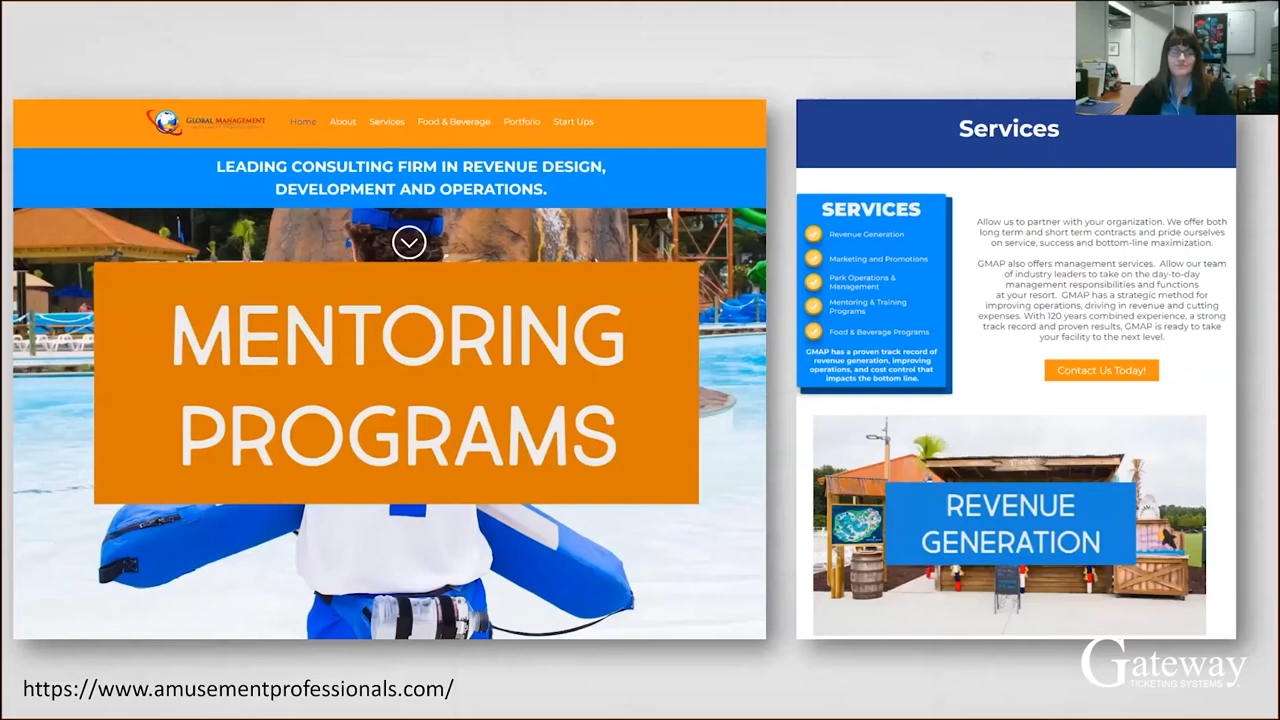 GLOBAL MANAGEMENT
Home About Services Food & Beverage Portfolio Start Ups
LEADING CONSULTING FIRM IN REVENUE DESIGN,
DEVELOPMENT AND OPERATIONS.
MENTORING
PROGRAMS
Services
SERVICES
Revenue Generation
Marketing and Promotions
Park Operations &
Management
Mentoring & Training
Programs
Food & Beverage Programs
GMAP has a proven track record of
revenue generation, improving
operations, and cost control that
impacts the bottom line.
Allow us to partner with your organization. We offer both
long term and short term contracts and pride ourselves
on service, success and bottom-line maximization.
GMAP also offers management services. Allow our team
of industry leaders to take on the day-to-day
management responsibilities and functions
at your resort. GMAP has a strategic method for
improving operations, driving in revenue and cutting
expenses. With 120 years combined experience, a strong
track record and proven results, GMAP is ready to take
your facility to the next level.
Contact Us Today!
REVENUE
GENERATION
https://www.amusementprofessionals.com/
Gateway
TICKETING SYSTEMS